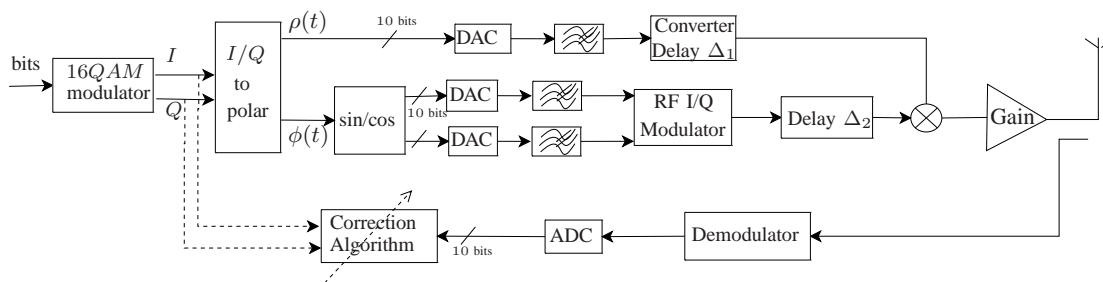 bits
16QAM
modulator
I
Q
I/Q
to
polar
ρ(t)
ϕ(t)
10 bits
DAC
Converter
Delay Δ₁
sin/cos
10 bits
DAC
DAC
RF I/Q
Modulator
Delay Δ₂
Gain
Correction
Algorithm
10 bits
ADC
Demodulator